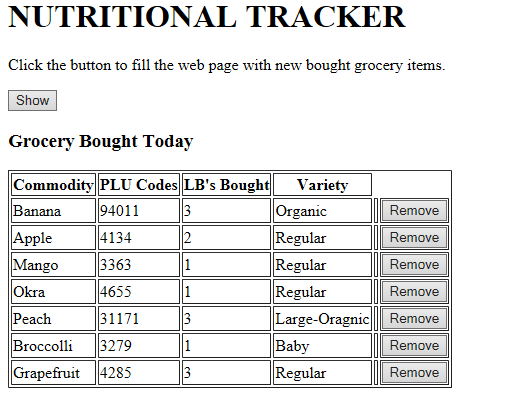 NUTRITIONAL TRACKER
Click the button to fill the web page with new bought grocery items.
Show
Grocery Bought Today
Commodity PLU Codes LB's Bought Variety
Banana 94011 3 Organic Remove
Apple 4134 2 Regular Remove
Mango 3363 1 Regular Remove
Okra 4655 1 Regular Remove
Peach 31171 3 Large-Oragnic Remove
Broccolli 3279 1 Baby Remove
Grapefruit 4285 3 Regular Remove